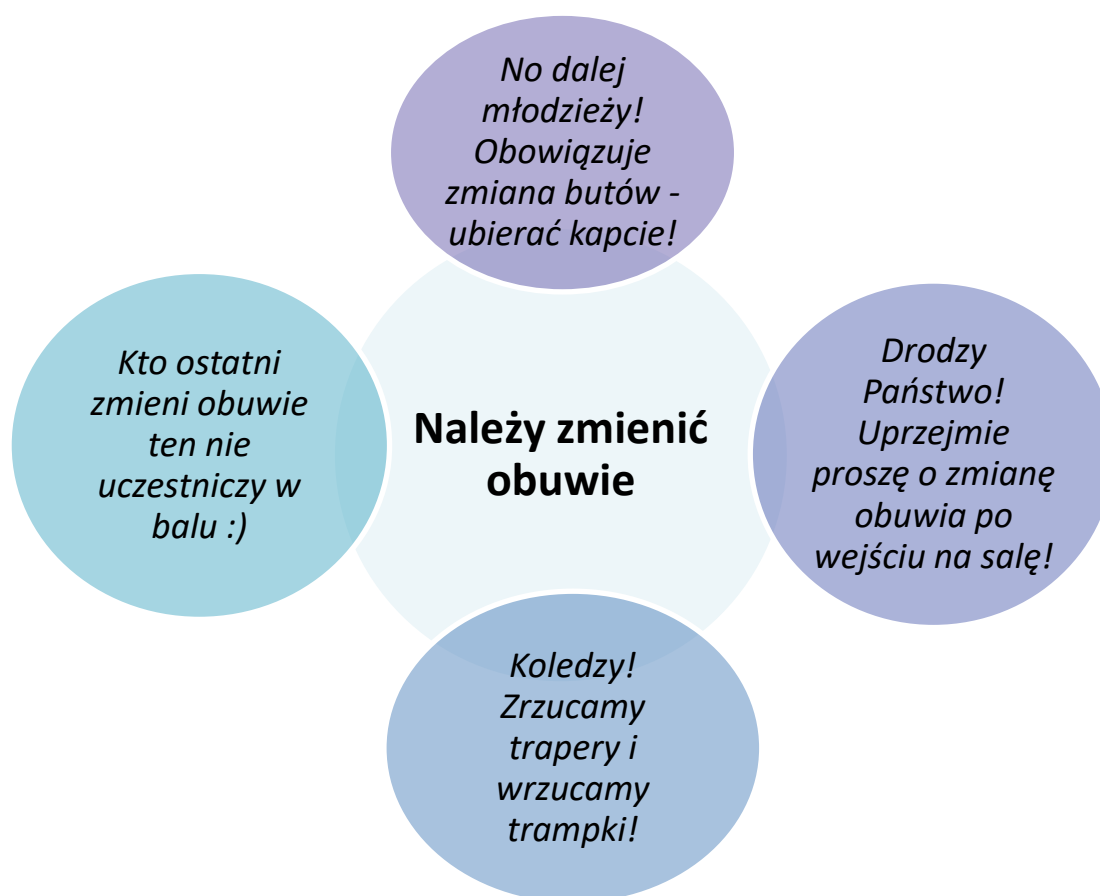 No dalej
młodzieży!
Obowiązuje
zmiana butów -
ubierać kapcie!
Kto ostatni
zmieni obuwie
ten nie
uczestniczy w
balu :)
Należy zmienić
obuwie
Drodzy
Państwo!
Uprzejmie
proszę o zmianę
obuwia po
wejściu na salę!
Koledzy!
Zrzucamy
trapery i
wrzucamy
trampki!